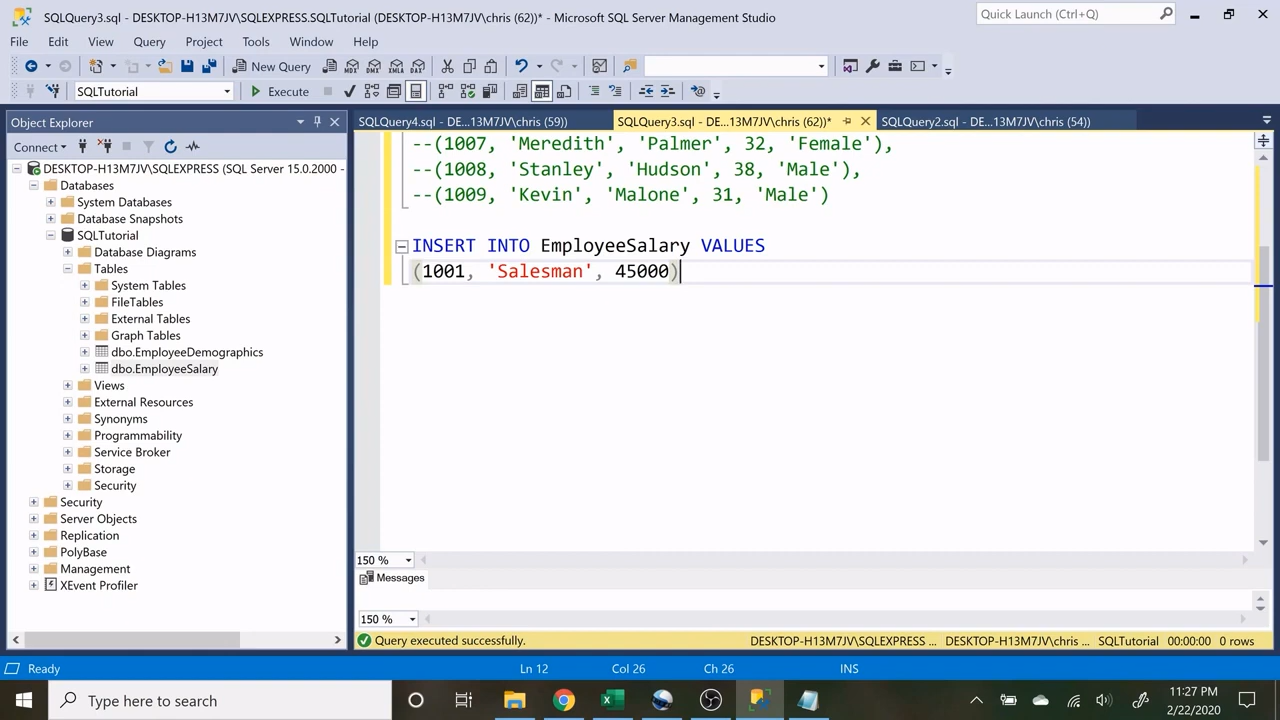 SQLQuery3.sql - DESKTOP-H13M7JV\SQLEXPRESS.SQLTutorial (DESKTOP-H13M7JV\chris (62))* - Microsoft SQL Server Management Studio
Quick Launch (Ctrl+Q)
File Edit View Query Project Tools Window Help
New Query
MDX DMX XMLA DAX
SQLTutorial
Execute
Object Explorer
SQLQuery4.sql - DE...13M7JV\chris (59))
SQLQuery3.sql - DE...13M7JV\chris (62))*
SQLQuery2.sql - DE...13M7JV\chris (54))
Connect
DESKTOP-H13M7JV\SQLEXPRESS (SQL Server 15.0.2000 -
Databases
System Databases
Database Snapshots
SQLTutorial
Database Diagrams
Tables
System Tables
FileTables
External Tables
Graph Tables
dbo.EmployeeDemographics
dbo.EmployeeSalary
Views
External Resources
Synonyms
Programmability
Service Broker
Storage
Security
Security
Server Objects
Replication
PolyBase
Management
XEvent Profiler
--(1007, 'Meredith', 'Palmer', 32, 'Female'),
--(1008, 'Stanley', 'Hudson', 38, 'Male'),
--(1009, 'Kevin', 'Malone', 31, 'Male')
INSERT INTO EmployeeSalary VALUES
(1001, 'Salesman', 45000)
150 %
Messages
150 %
Query executed successfully.
DESKTOP-H13M7JV\SQLEXPRESS ...
DESKTOP-H13M7JV\chris ...
SQLTutorial
00:00:00
0 rows
Ready
Ln 12
Col 26
Ch 26
INS
Type here to search
11:27 PM
2/22/2020